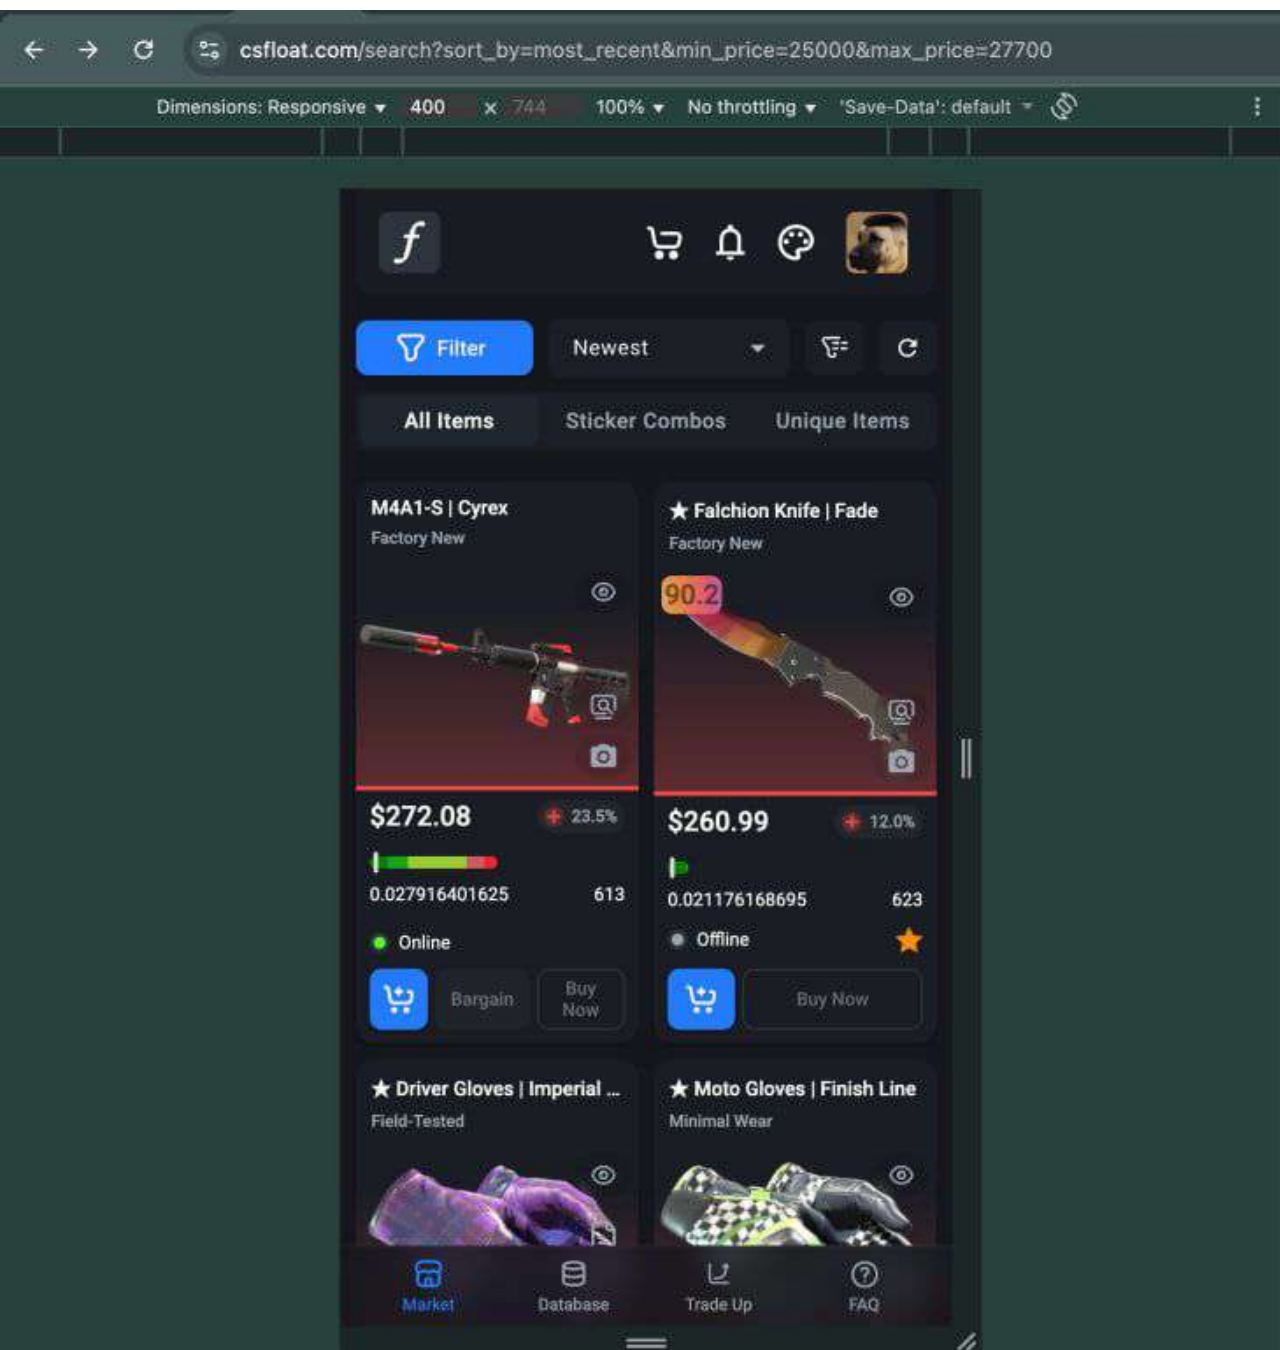 csfloat.com/search?sort_by=most_recent&min_price=25000&max_price=27700
Dimensions: Responsive 400 x 744 100% No throttling 'Save-Data': default
f
Filter Newest
All Items Sticker Combos Unique Items
M4A1-S | Cyrex
Factory New
$272.08 + 23.5%
0.027916401625 613
Online
Bargain Buy Now
★ Falchion Knife | Fade
Factory New
90.2
$260.99 + 12.0%
0.021176168695 623
Offline
Buy Now
★ Driver Gloves | Imperial ...
Field-Tested
★ Moto Gloves | Finish Line
Minimal Wear
Market Database Trade Up FAQ